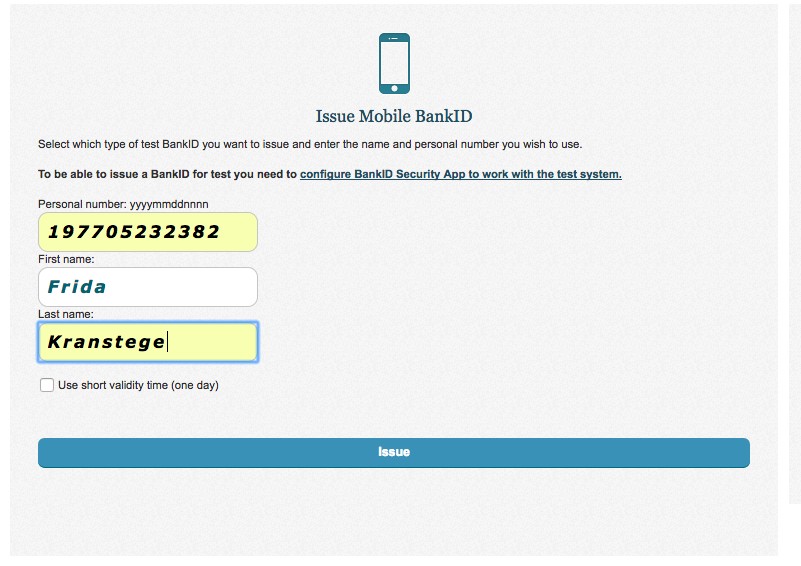 Issue Mobile BankID
Select which type of test BankID you want to issue and enter the name and personal number you wish to use.
To be able to issue a BankID for test you need to configure BankID Security App to work with the test system.
Personal number: yyyymmddnnnn
197705232382
First name:
Frida
Last name:
Kranstege
Use short validity time (one day)
Issue